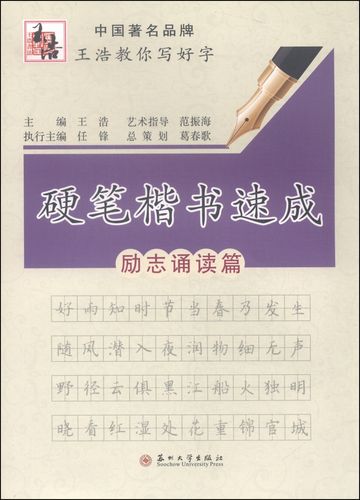 王浩
中国著名品牌
王浩教你写好字
主编 王浩 艺术指导 范振海
执行主编 任锋 总策划 葛春歌
硬笔楷书速成
励志诵读篇
好雨知时节当春乃发生
随风潜入夜润物细无声
野径云俱黑江船火独明
晓看红湿处花重锦官城
苏州大学出版社
Soochow University Press